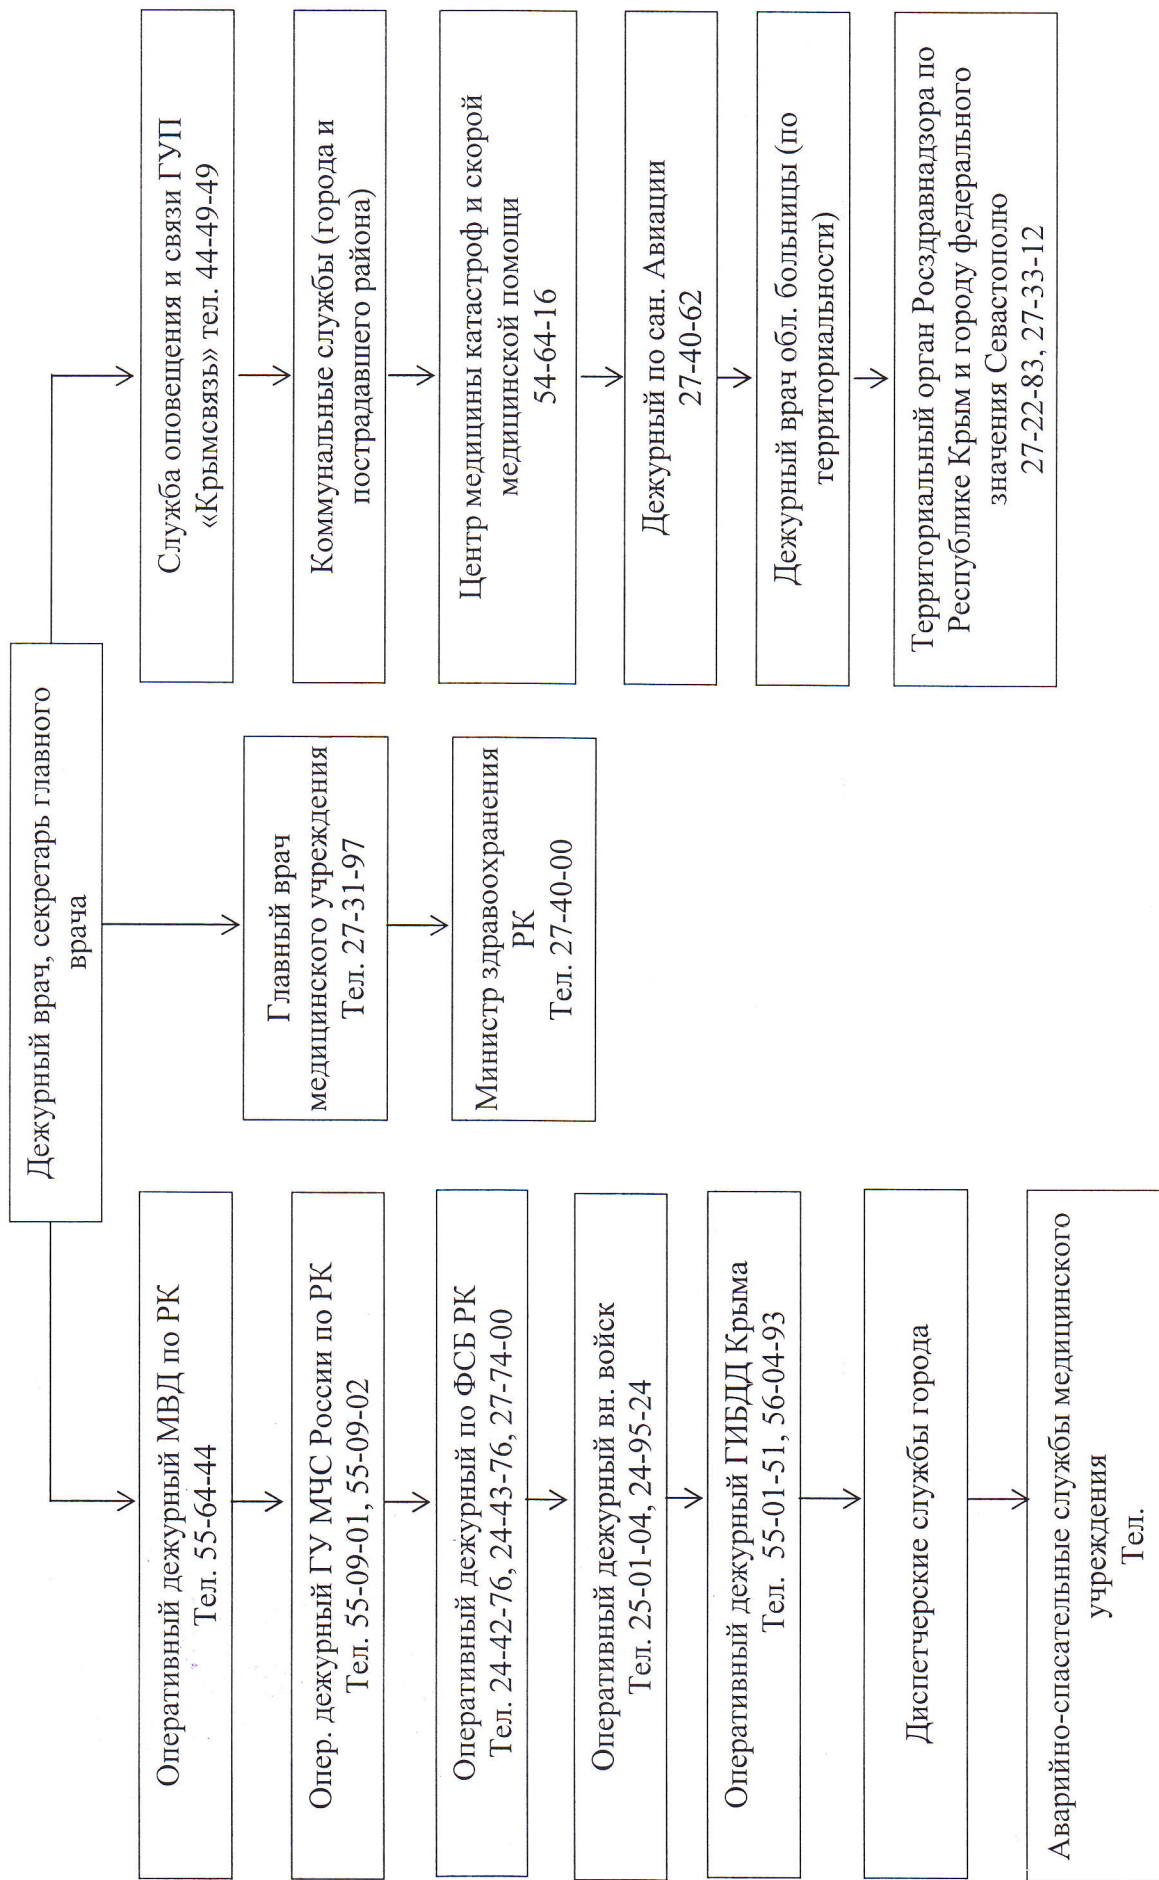 Дежурный врач, секретарь главного
врача
Оперативный дежурный МВД по РК
Тел. 55-64-44
Опер. дежурный ГУ МЧС России по РК
Тел. 55-09-01, 55-09-02
Оперативный дежурный по ФСБ РК
Тел. 24-42-76, 24-43-76, 27-74-00
Оперативный дежурный вн. войск
Тел. 25-01-04, 24-95-24
Оперативный дежурный ГИБДД Крыма
Тел. 55-01-51, 56-04-93
Диспетчерские службы города
Аварийно-спасательные службы медицинского
учреждения
Тел.
Главный врач
медицинского учреждения
Тел. 27-31-97
Министр здравоохранения
РК
Тел. 27-40-00
Служба оповещения и связи ГУП
«Крымсвязь» тел. 44-49-49
Коммунальные службы (города и
пострадавшего района)
Центр медицины катастроф и скорой
медицинской помощи
54-64-16
Дежурный по сан. Авиации
27-40-62
Дежурный врач обл. больницы (по
территориальности)
Территориальный орган Росздравнадзора по
Республике Крым и городу федерального
значения Севастополю
27-22-83, 27-33-12